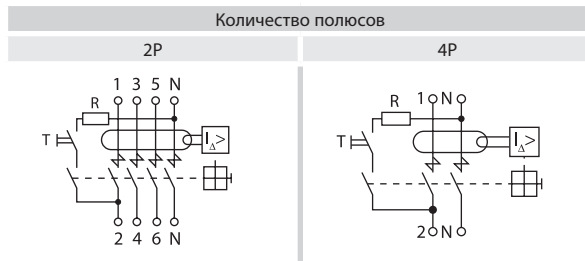 Количество полюсов
2P 4P
1 3 5 N
R
T
I△>
2 4 6 N
1 N
R
T
I△>
2 N